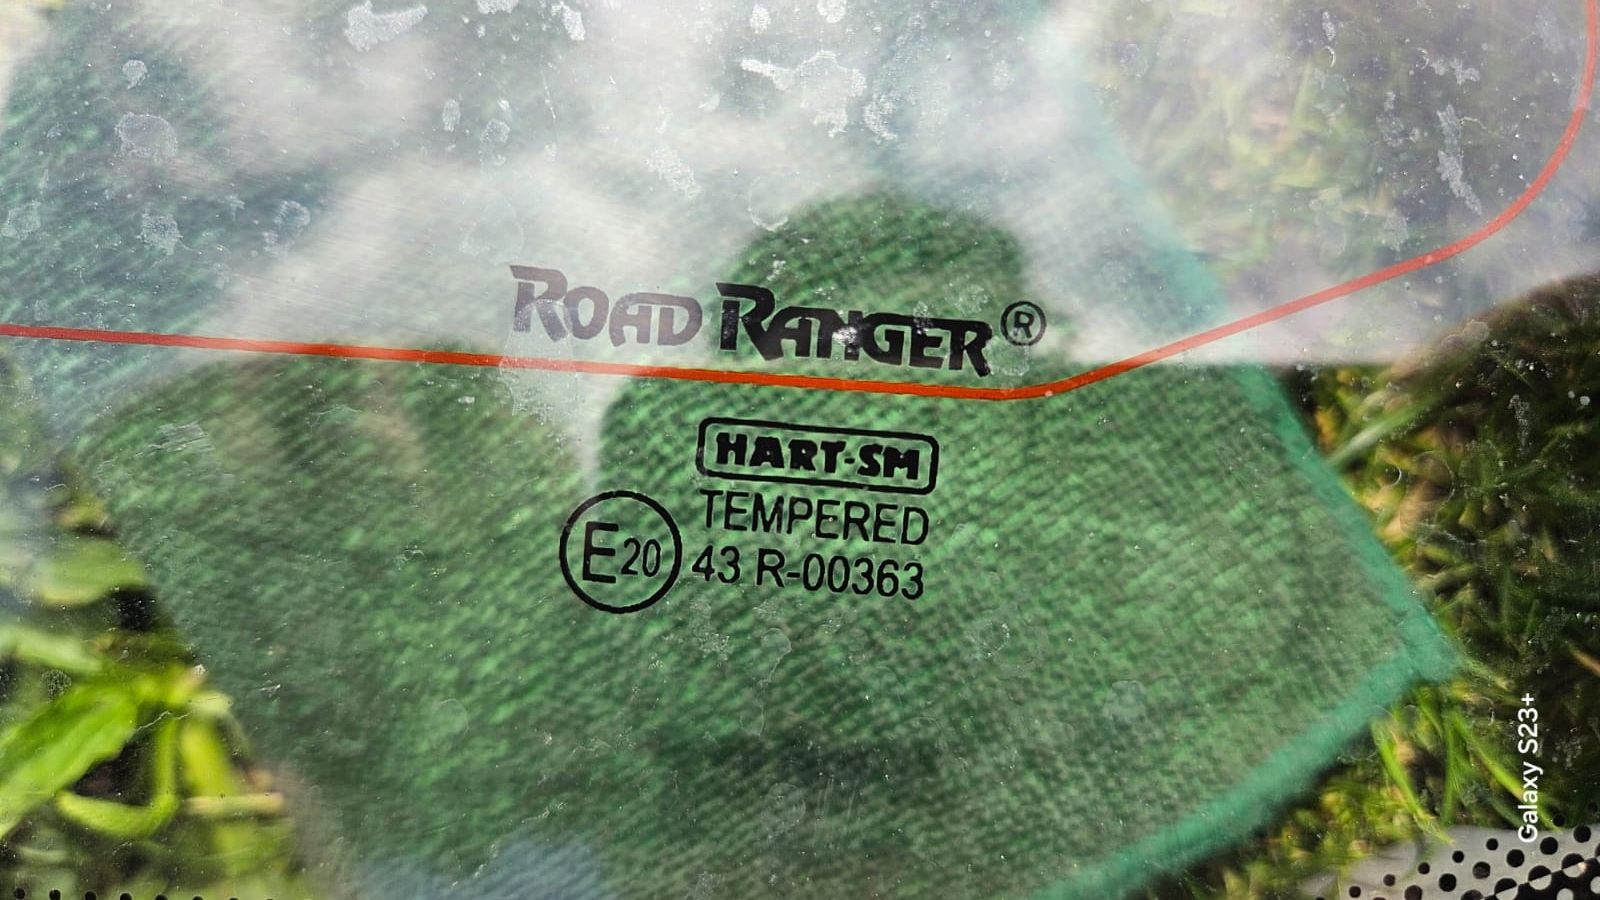 ROAD RANGER®
HART-SM
TEMPERED
E20 43 R-00363
Galaxy S23+